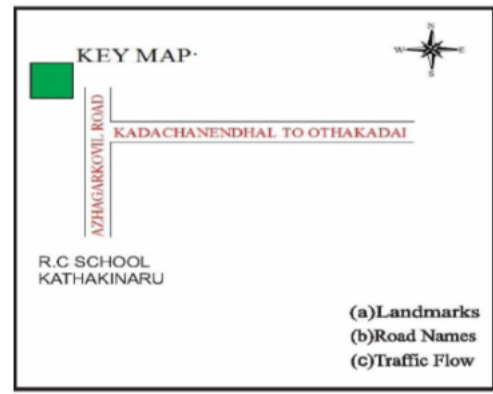 N
W E
S
KEY MAP·
AZHAGARKOVIL ROAD
KADACHANENDHAL TO OTHAKADAI
R.C SCHOOL
KATHAKINARU
(a)Landmarks
(b)Road Names
(c)Traffic Flow